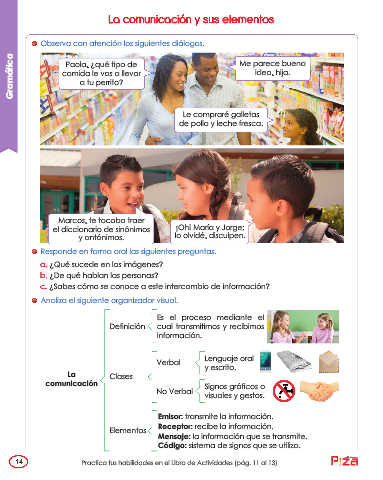 La comunicación y sus elementos
Gramática
Observa con atención los siguientes diálogos.
Paola, ¿qué tipo de
comida le vas a llevar
a tu perrito?
Me parece buena
idea, hija.
Le compraré galletas
de pollo y leche fresca.
Marcos, te tocaba traer
el diccionario de sinónimos
y antónimos.
¡Oh! María y Jorge;
lo olvidé, disculpen.
Responde en forma oral las siguientes preguntas.
a. ¿Qué sucede en las imágenes?
b. ¿De qué hablan las personas?
c. ¿Sabes cómo se conoce a este intercambio de información?
Analiza el siguiente organizador visual.
La
comunicación
Definición
Es el proceso mediante el
cual transmitimos y recibimos
información.
Clases
Verbal
Lenguaje oral
y escrito.
No Verbal
Signos gráficos o
visuales y gestos.
Elementos
Emisor: transmite la información.
Receptor: recibe la información.
Mensaje: la información que se transmite.
Código: sistema de signos que se utiliza.
14
Practica tus habilidades en el Libro de Actividades (pág. 11 al 13)